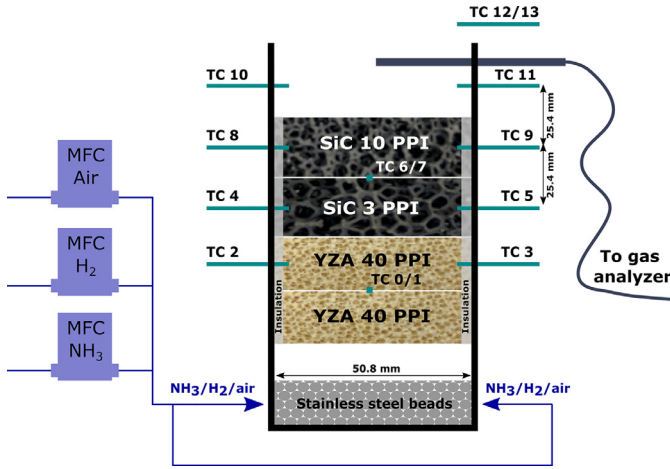 TC 12/13
TC 10
TC 11
25.4 mm
MFC
Air
TC 8
SiC 10 PPI
TC 9
TC 6/7
25.4 mm
TC 4
SiC 3 PPI
TC 5
MFC
H₂
TC 2
YZA 40 PPI
TC 3
To gas
analyzer
TC 0/1
Insulation
YZA 40 PPI
Insulation
MFC
NH₃
50.8 mm
NH₃/H₂/air
Stainless steel beads
NH₃/H₂/air